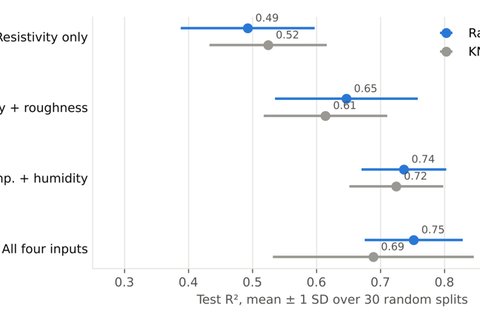 0.49
Resistivity only
0.52
0.65
y + roughness
0.61
0.74
mp. + humidity
0.72
0.75
All four inputs
0.69
0.3 0.4 0.5 0.6 0.7 0.8
Test R², mean ± 1 SD over 30 random splits